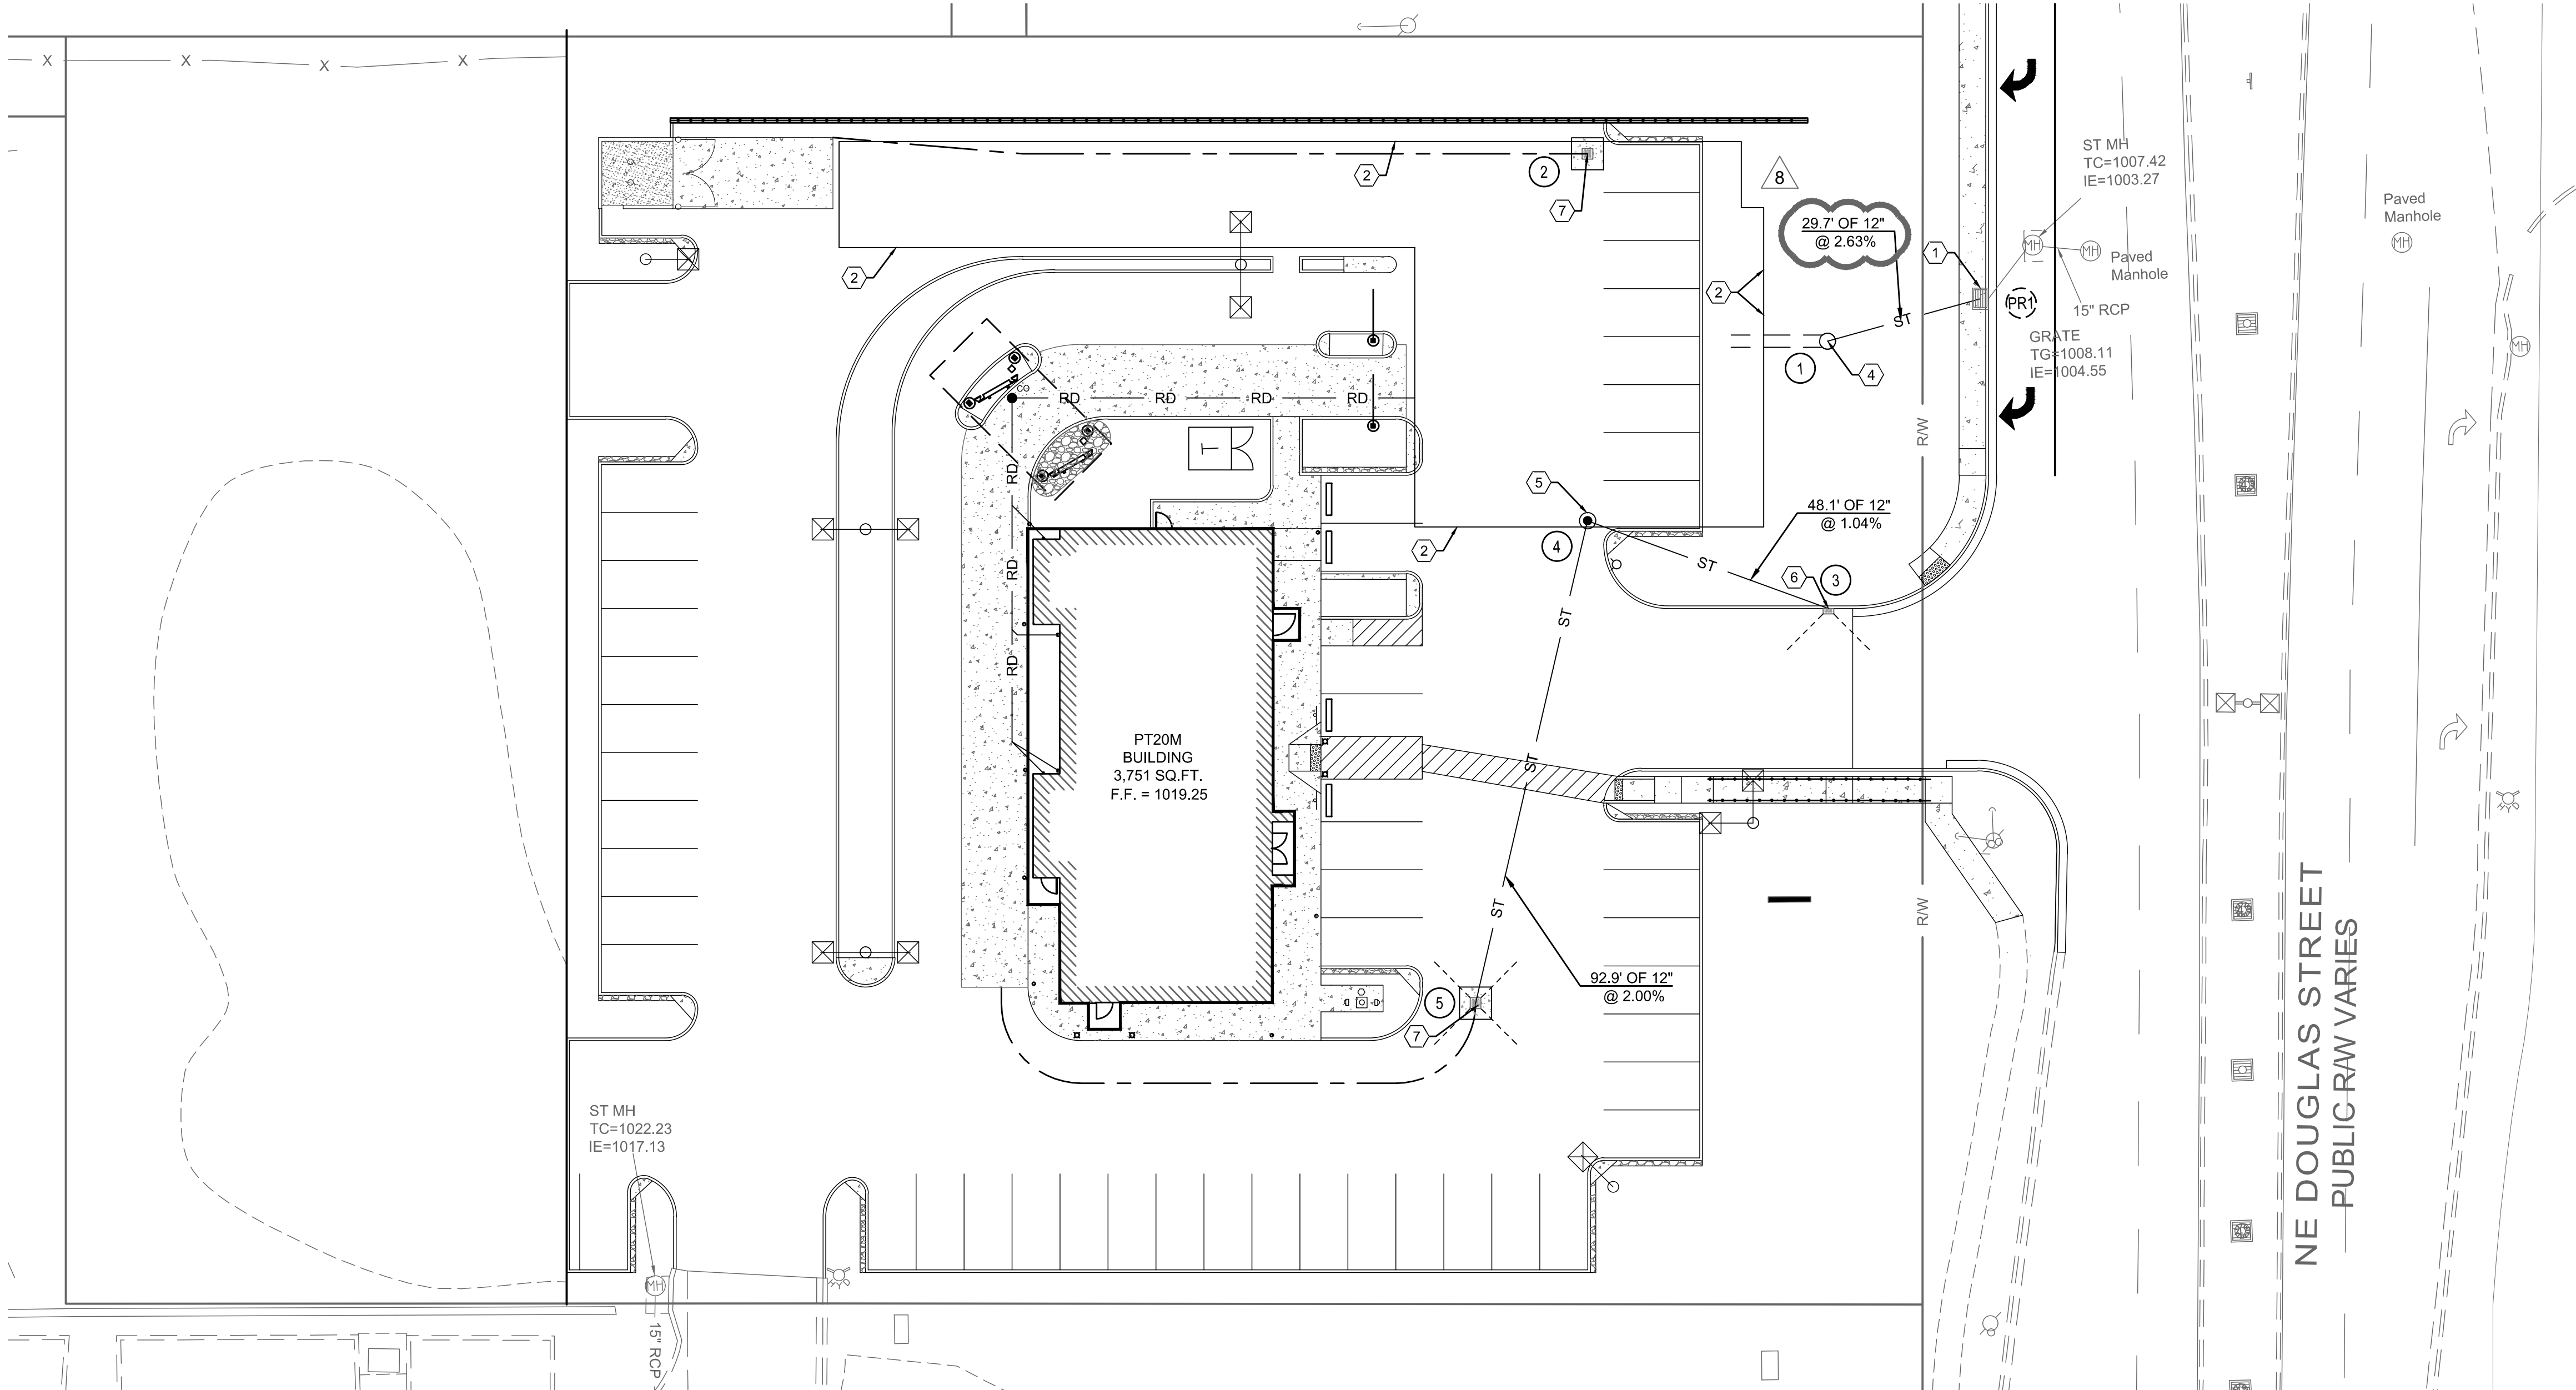 X
X
X
X
ST MH
TC=1007.42
IE=1003.27
2
2
7
8
29.7' OF 12"
@ 2.63%
1
MH
MH
Paved
Manhole
Paved
Manhole
MH
2
2
PR1
15" RCP
ST
GRATE
TG=1008.11
IE=1004.55
1
4
MH
CO
RD
RD
RD
RD
R/W
T
RD
5
48.1' OF 12"
@ 1.04%
4
2
ST
6
3
RD
ST
RD
PT20M
BUILDING
3,751 SQ.FT.
F.F. = 1019.25
ST
ST
R/W
92.9' OF 12"
@ 2.00%
5
7
NE DOUGLAS STREET
PUBLIC R/W VARIES
ST MH
TC=1022.23
IE=1017.13
MH
15" RCP